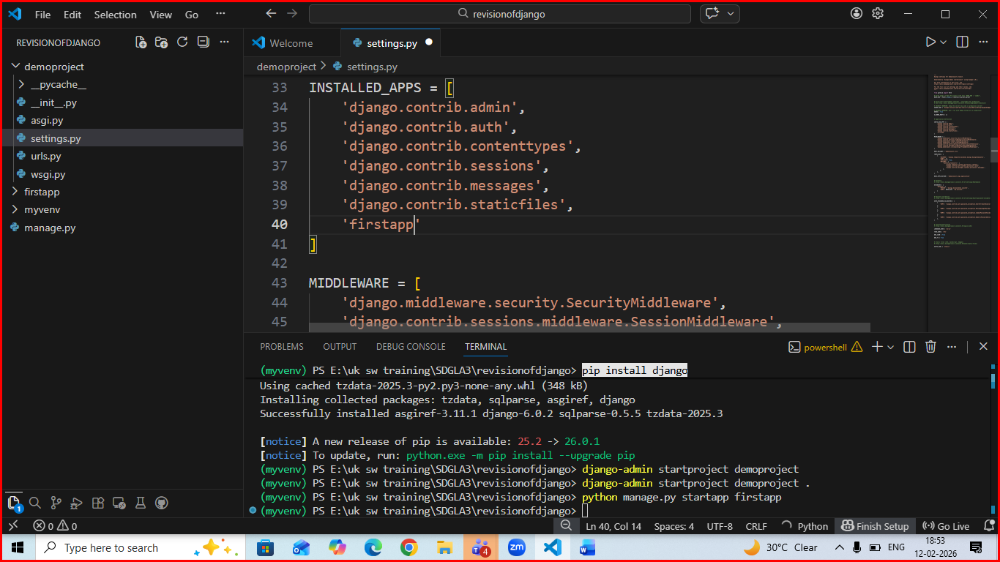 File Edit Selection View Go ··· revisionofdjango
REVISIONOFDJANGO ···
demoproject
__pycache__
__init__.py
asgi.py
settings.py
urls.py
wsgi.py
firstapp
myvenv
manage.py
Welcome settings.py
demoproject > settings.py
33 INSTALLED_APPS = [
34 'django.contrib.admin',
35 'django.contrib.auth',
36 'django.contrib.contenttypes',
37 'django.contrib.sessions',
38 'django.contrib.messages',
39 'django.contrib.staticfiles',
40 'firstapp'
41 ]
42
43 MIDDLEWARE = [
44 'django.middleware.security.SecurityMiddleware',
45 'django.contrib.sessions.middleware.SessionMiddleware',
PROBLEMS OUTPUT DEBUG CONSOLE TERMINAL powershell
(myvenv) PS E:\uk sw training\SDGLA3\revisionofdjango> pip install django
Using cached tzdata-2025.3-py2.py3-none-any.whl (348 kB)
Installing collected packages: tzdata, sqlparse, asgiref, django
Successfully installed asgiref-3.11.1 django-6.0.2 sqlparse-0.5.5 tzdata-2025.3
[notice] A new release of pip is available: 25.2 -> 26.0.1
[notice] To update, run: python.exe -m pip install --upgrade pip
(myvenv) PS E:\uk sw training\SDGLA3\revisionofdjango> django-admin startproject demoproject
(myvenv) PS E:\uk sw training\SDGLA3\revisionofdjango> django-admin startproject demoproject .
(myvenv) PS E:\uk sw training\SDGLA3\revisionofdjango> python manage.py startapp firstapp
(myvenv) PS E:\uk sw training\SDGLA3\revisionofdjango>
1
0 0 Ln 40, Col 14 Spaces: 4 UTF-8 CRLF Python Finish Setup Go Live
Type here to search 4 zm 30°C Clear ENG 18:53
12-02-2026